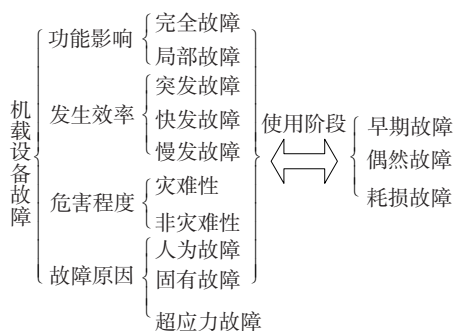 机载设备故障
功能影响
完全故障
局部故障
发生效率
突发故障
快发故障
慢发故障
危害程度
灾难性
非灾难性
故障原因
人为故障
固有故障
超应力故障
使用阶段
早期故障
偶然故障
耗损故障